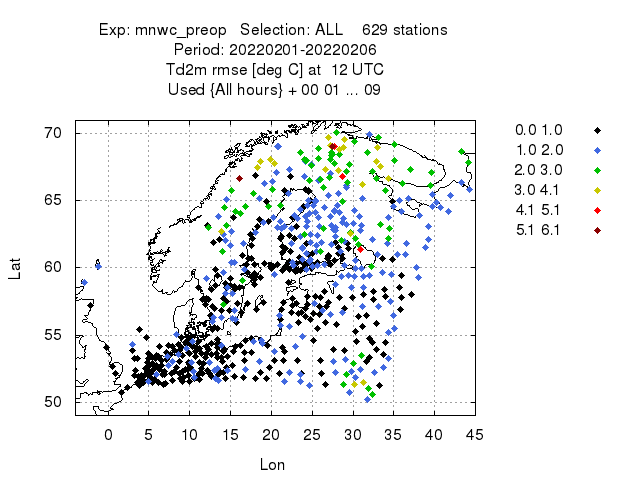 Exp: mnwc_preop   Selection: ALL    629 stations
Period: 20220201-20220206
Td2m rmse [deg C] at  12 UTC
Used {All hours} + 00 01 ... 09
70
65
60
55
50
Lat
0 5 10 15 20 25 30 35 40 45
Lon
0.0 1.0
1.0 2.0
2.0 3.0
3.0 4.1
4.1 5.1
5.1 6.1